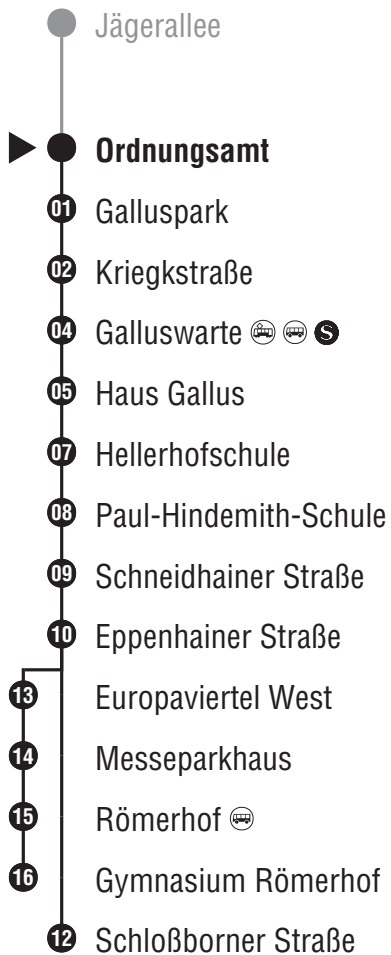 Jägerallee
Ordnungsamt
01 Galluspark
02 Kriegkstraße
04 Galluswarte S
05 Haus Gallus
07 Hellerhofschule
08 Paul-Hindemith-Schule
09 Schneidhainer Straße
10 Eppenhainer Straße
13 Europaviertel West
14 Messeparkhaus
15 Römerhof
16 Gymnasium Römerhof
12 Schloßborner Straße